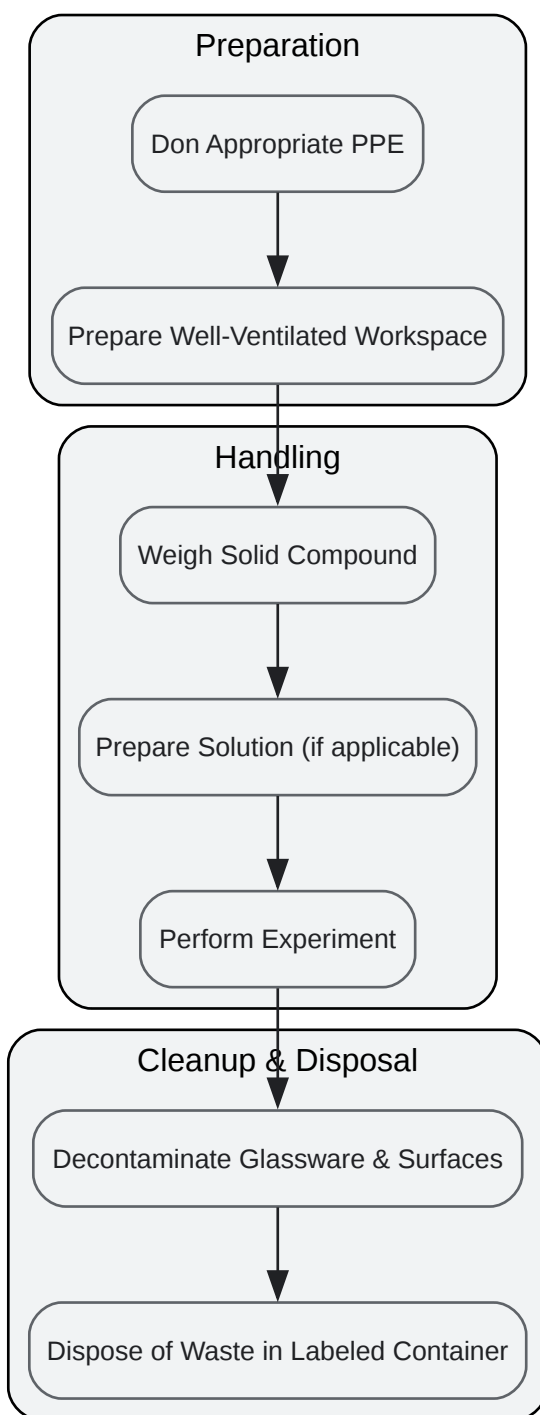 Preparation
Don Appropriate PPE
Prepare Well-Ventilated Workspace
Handling
Weigh Solid Compound
Prepare Solution (if applicable)
Perform Experiment
Cleanup & Disposal
Decontaminate Glassware & Surfaces
Dispose of Waste in Labeled Container